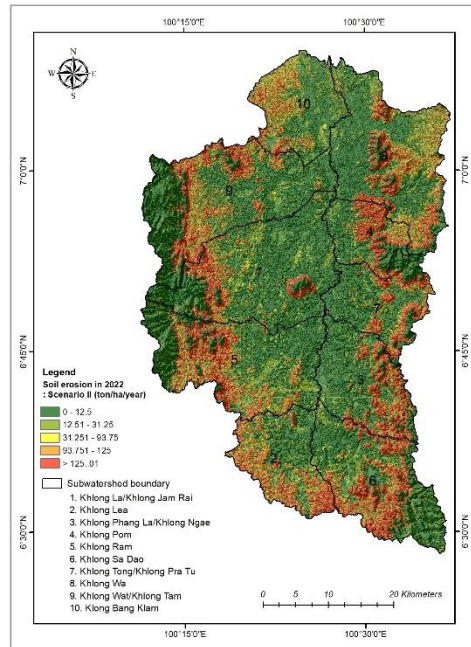 100°15'0"E 100°30'0"E
N
W E
S
7°0'0"N 7°0'0"N
6°45'0"N 6°45'0"N
6°30'0"N 6°30'0"N
10
8
9
4
1
7
5
3
2
6
Legend
Soil erosion in 2022
: Scenario II (ton/ha/year)
0 - 12.5
12.51 - 31.25
31.251 - 93.75
93.751 - 125
> 125..01
Subwatershed boundary
1. Khlong La/Khlong Jam Rai
2. Khlong Lea
3. Khlong Phang La/Khlong Ngae
4. Khlong Pom
5. Khlong Ram
6. Khlong Sa Dao
7. Khlong Tong/Khlong Pra Tu
8. Khlong Wa
9. Khlong Wat/Khlong Tam
10. Klong Bang Klam
0 5 10 20 Kilometers
100°15'0"E 100°30'0"E